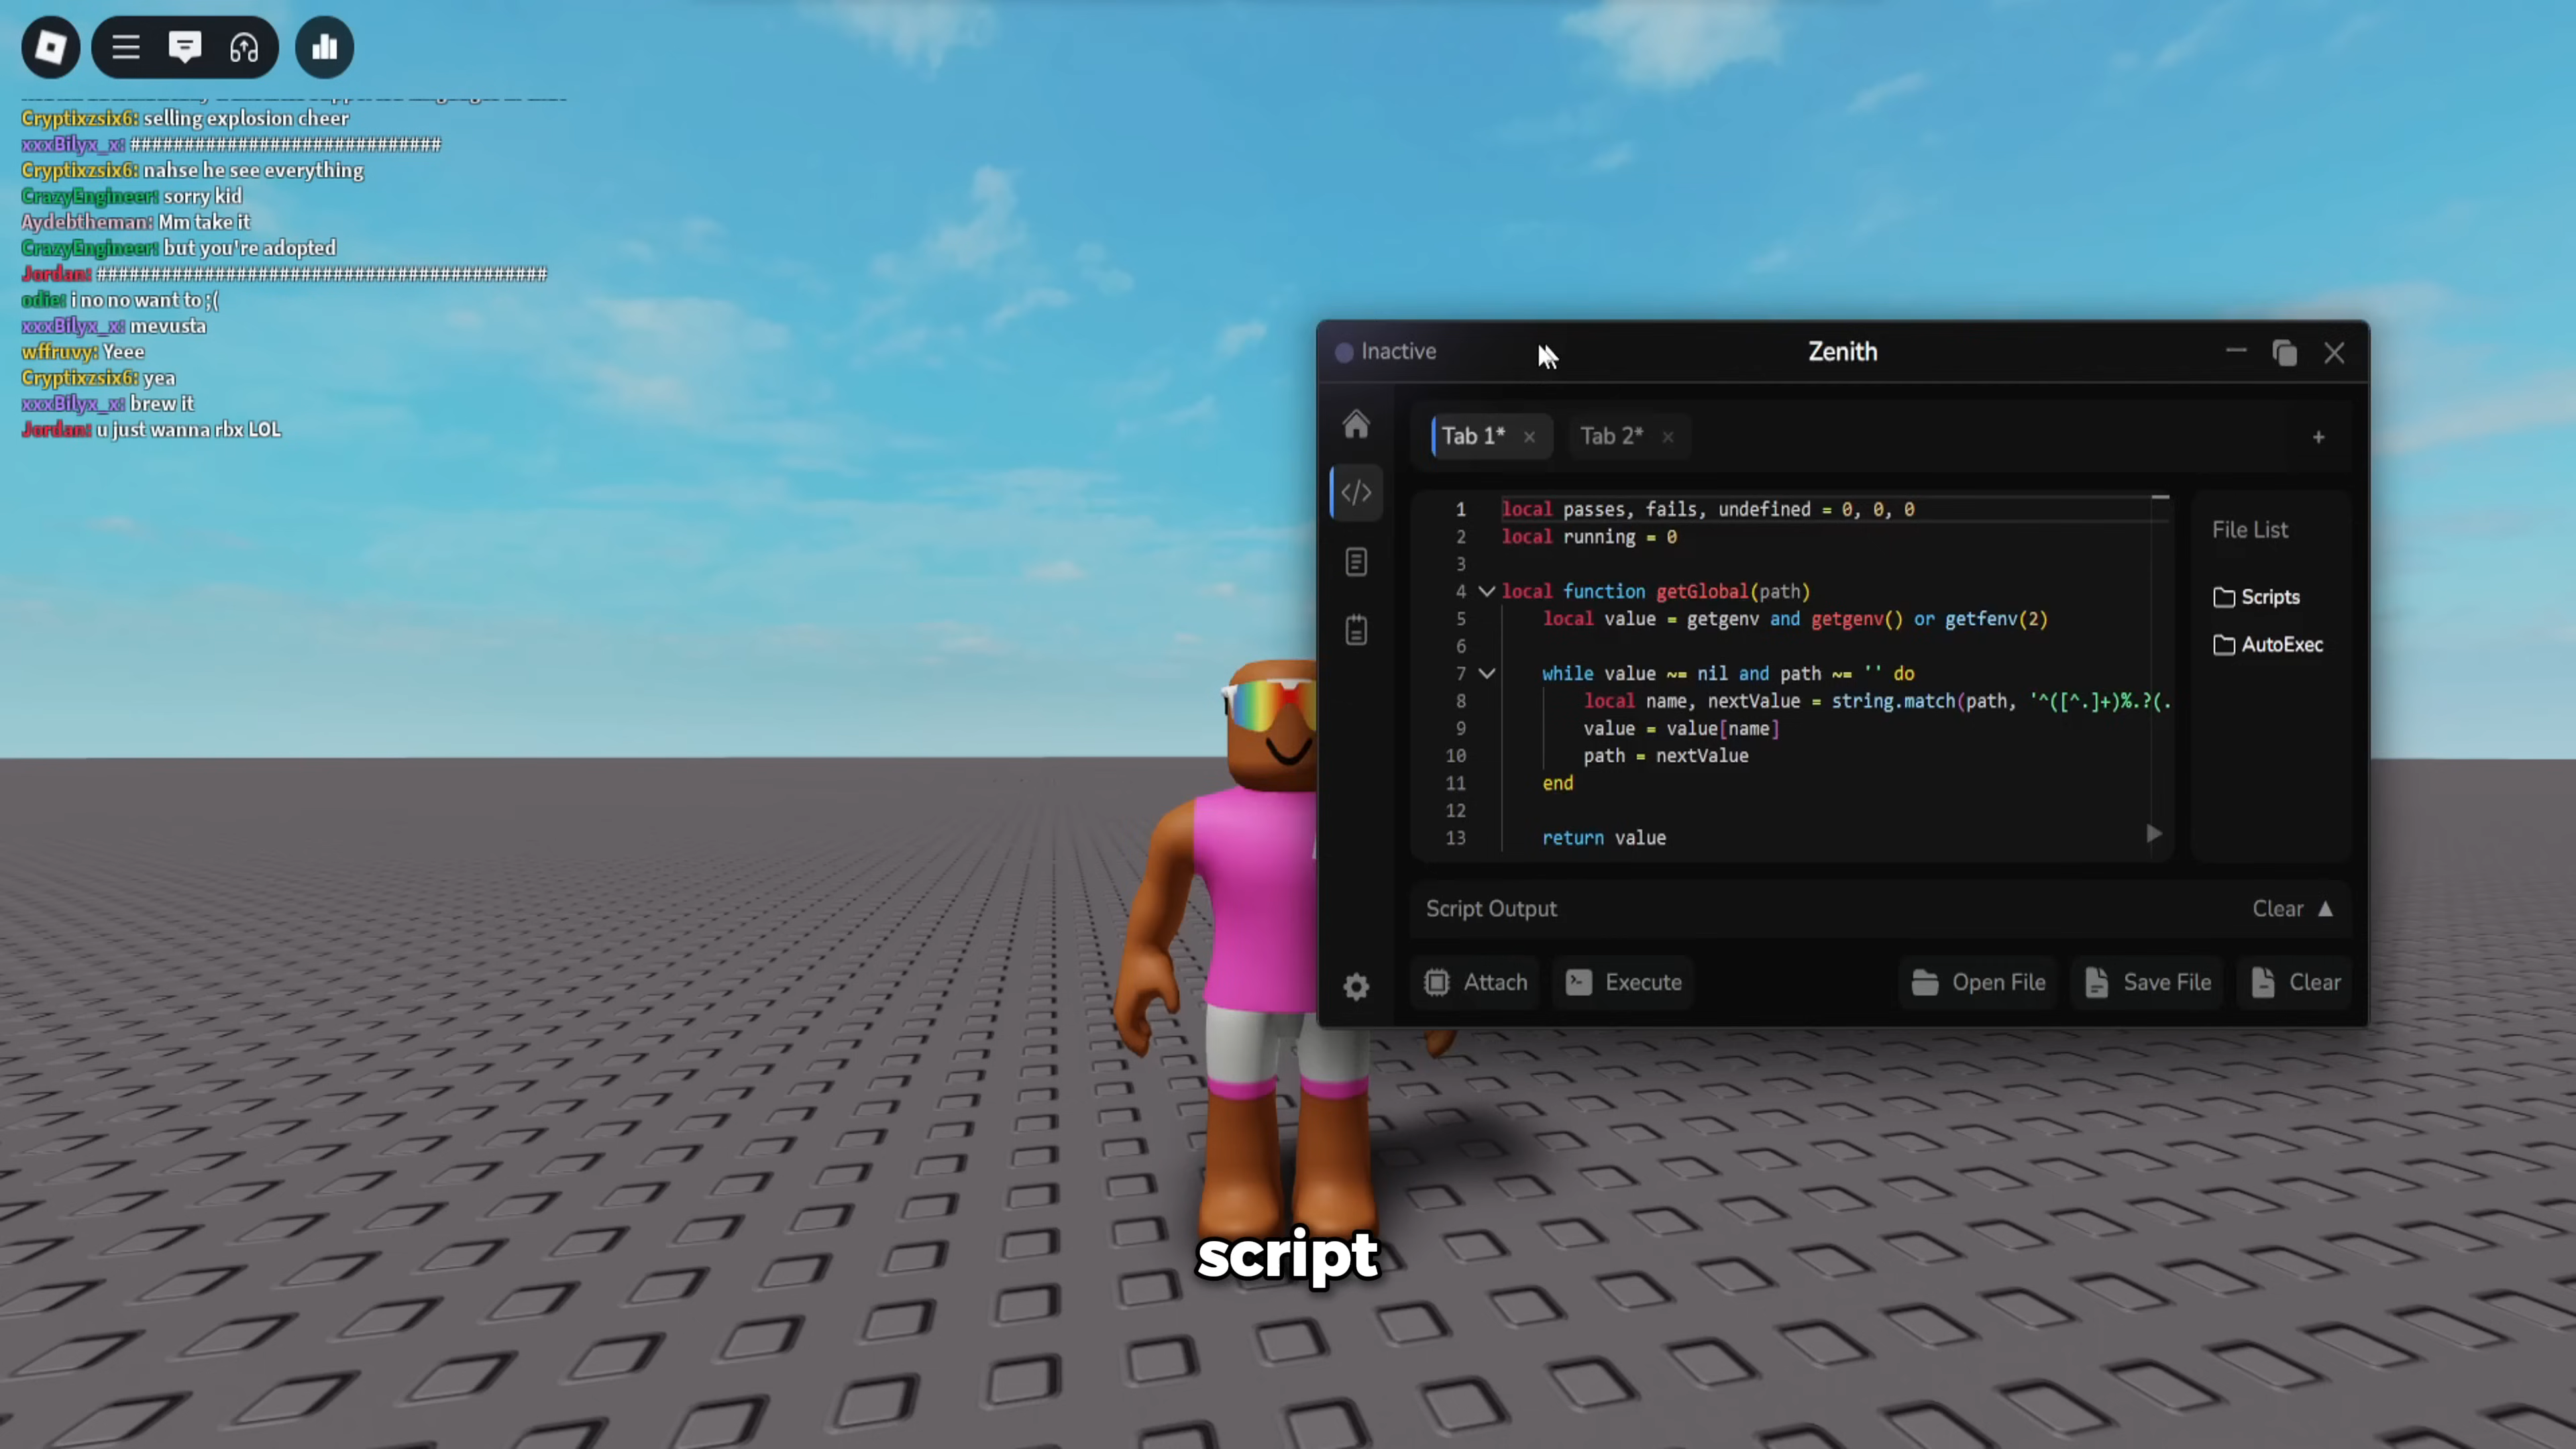 Cryptixzsix6: selling explosion cheer
xxxBilyx_x: #############################
Cryptixzsix6: nahse he see everything
CrazyEngineer: sorry kid
Aydebtheman: Mm take it
CrazyEngineer: but you're adopted
Jordan: ##########################################
odie: i no no want to ;(
xxxBilyx_x: mevusta
wffruvy: Yeee
Cryptixzsix6: yea
xxxBilyx_x: brew it
Jordan: u just wanna rbx LOL
Inactive
Zenith
Tab 1*
Tab 2*
1 local passes, fails, undefined = 0, 0, 0
2 local running = 0
3
4 local function getGlobal(path)
5 local value = getgenv and getgenv() or getfenv(2)
6
7 while value ~= nil and path ~= '' do
8 local name, nextValue = string.match(path, '^([^.]+)%.?(.
9 value = value[name]
10 path = nextValue
11 end
12
13 return value
File List
Scripts
AutoExec
Script Output
Clear
Attach
Execute
Open File
Save File
Clear
script